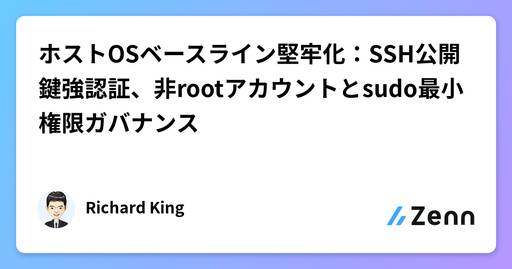 ホストOSベースライン堅牢化：SSH公開
鍵強認証、非rootアカウントとsudo最小
権限ガバナンス
Richard King
Zenn